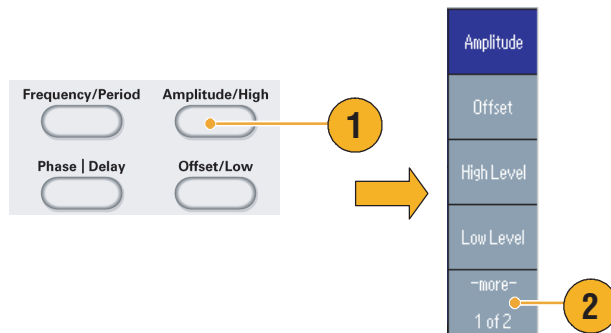 Frequency/Period
Amplitude/High
1
Phase | Delay
Offset/Low
Amplitude
Offset
High Level
Low Level
-more-
1 of 2
2